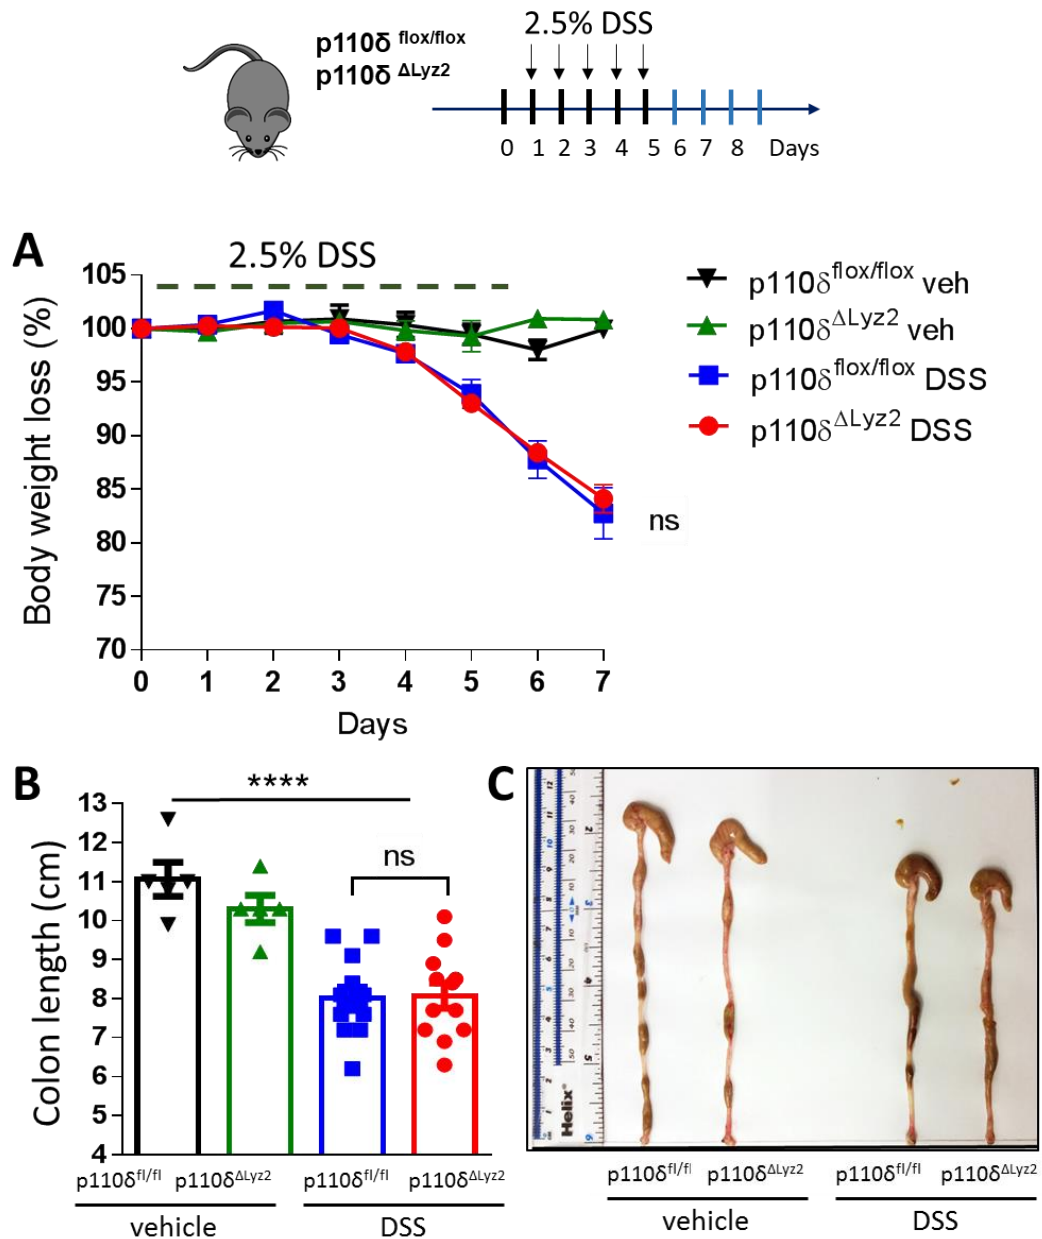 2.5% DSS
p110δ flox/flox
p110δ ΔLyz2
0 1 2 3 4 5 6 7 8 Days
A
2.5% DSS
105
100
95
90
85
80
75
70
Body weight loss (%)
0 1 2 3 4 5 6 7
Days
ns
p110δflox/flox veh
p110δΔLyz2 veh
p110δflox/flox DSS
p110δΔLyz2 DSS
B
****
ns
13
12
11
10
9
8
7
6
5
4
Colon length (cm)
p110δfl/fl p110δΔLyz2 p110δfl/fl p110δΔLyz2
vehicle DSS
C
Helix®
p110δfl/fl p110δΔLyz2 p110δfl/fl p110δΔLyz2
vehicle DSS